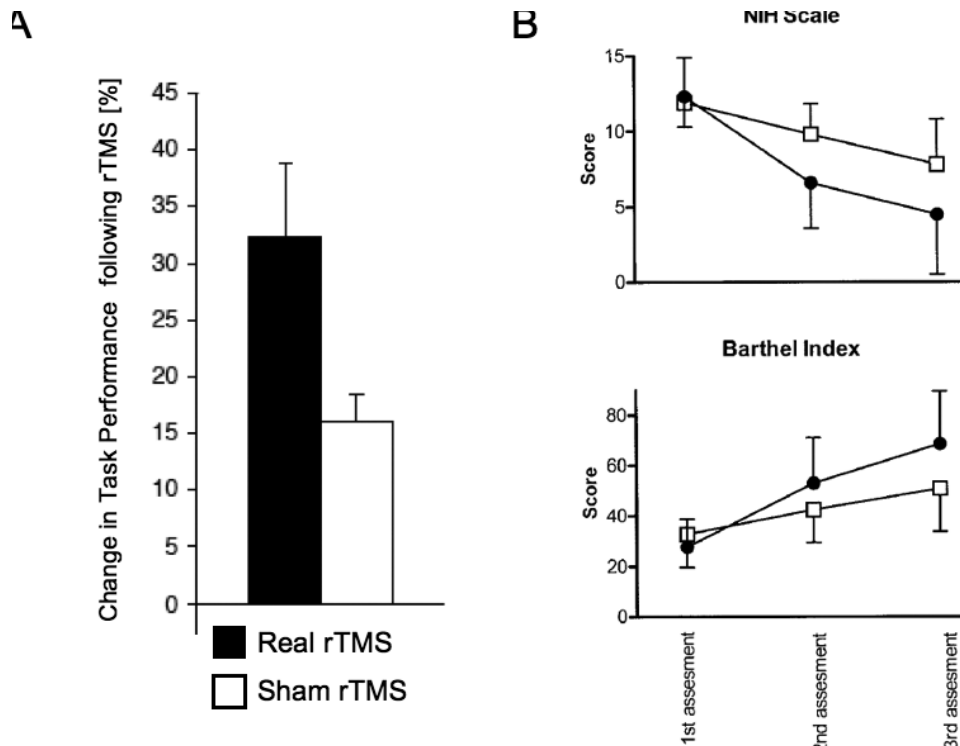 A
Change in Task Performance following rTMS [%]
45
40
35
30
25
20
15
10
5
0
Real rTMS
Sham rTMS
B
NIH Scale
Score
15
10
5
0
Barthel Index
Score
80
60
40
20
0
1st assesment
2nd assesment
3rd assesment